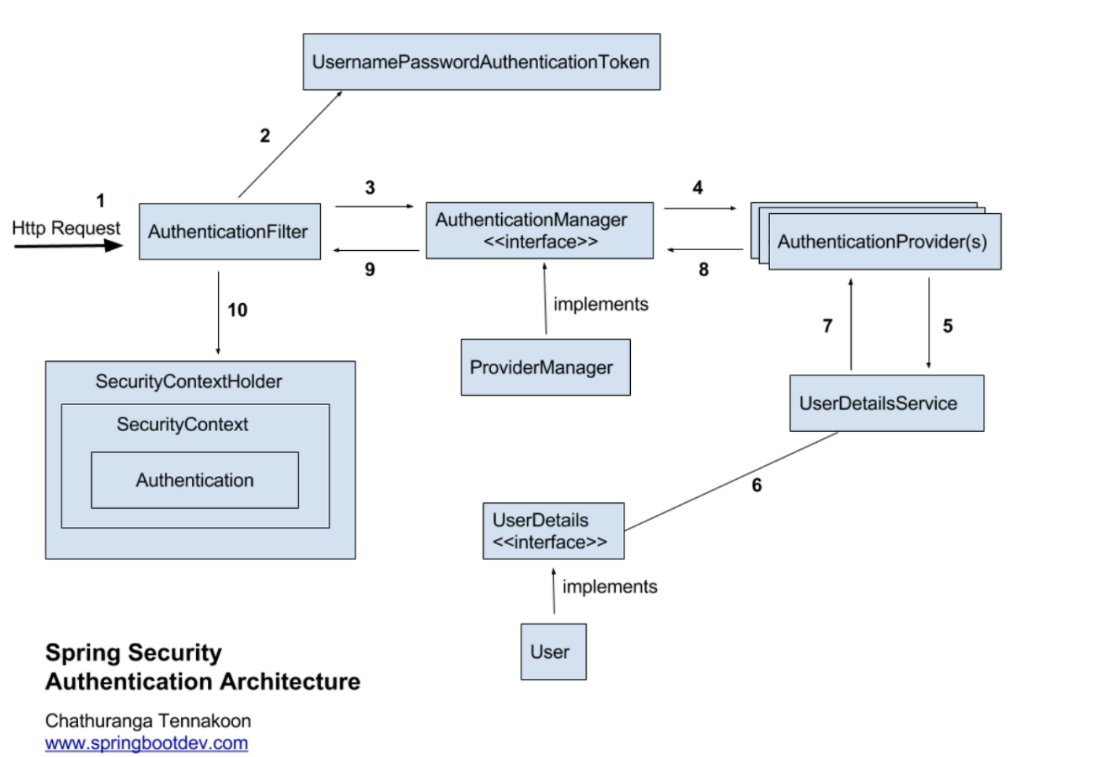 UsernamePasswordAuthenticationToken
2
1
Http Request
AuthenticationFilter
3
9
AuthenticationManager
<<interface>>
4
8
AuthenticationProvider(s)
implements
ProviderManager
7
5
UserDetailsService
10
SecurityContextHolder
SecurityContext
Authentication
6
UserDetails
<<interface>>
implements
User
Spring Security
Authentication Architecture
Chathuranga Tennakoon
www.springbootdev.com